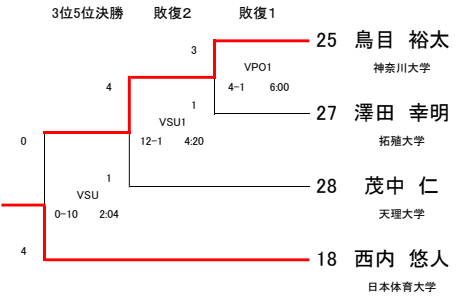 3位5位決勝 敗復2 敗復1
3 25 鳥目 裕太
VPO1 神奈川大学
4 4-1 6:00
1 27 澤田 幸明
VSU1
0 12-1 4:20 拓殖大学
1 28 茂中 仁
VSU
0-10 2:04 天理大学
4 18 西内 悠人
日本体育大学